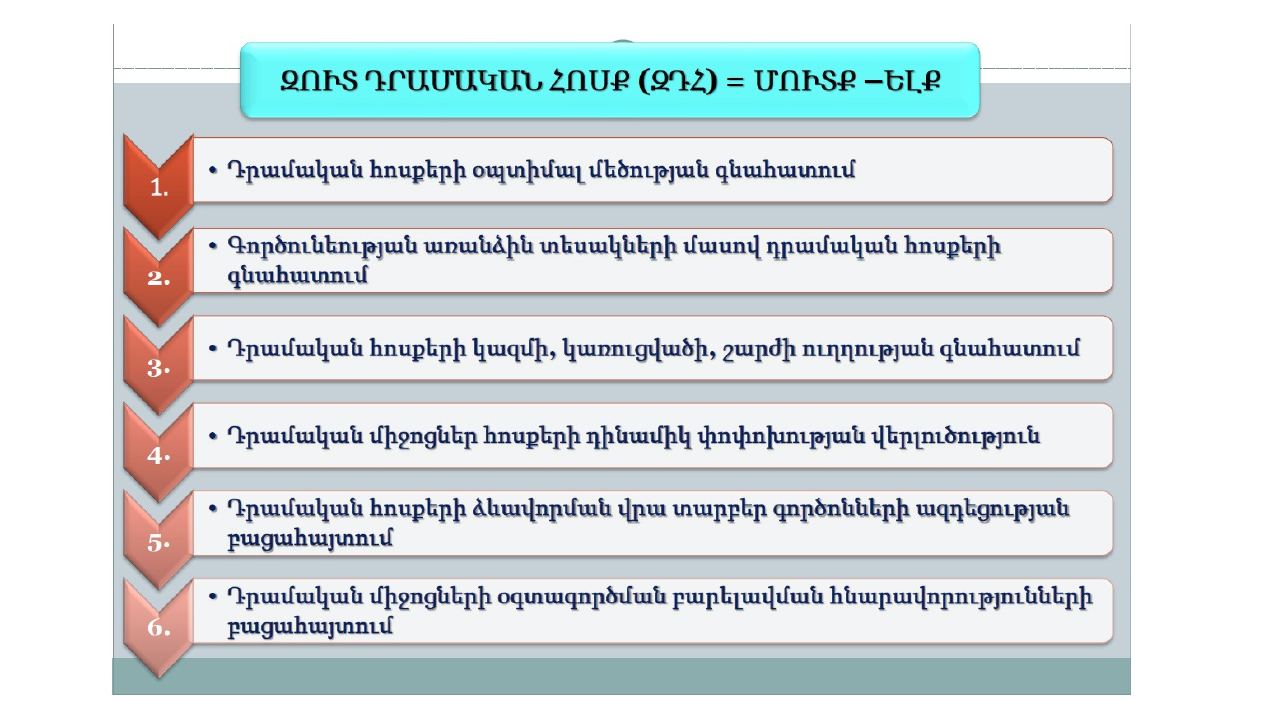 ԶՈՒՏ ԴՐԱՄԱԿԱՆ ՀՈՍՔ (ԶԴՀ) = ՄՈՒՏՔ –ԵԼՔ
1.
• Դրամական հոսքերի օպտիմալ մեծության գնահատում
2.
• Գործունեության առանձին տեսակների մասով դրամական հոսքերի
գնահատում
3.
• Դրամական հոսքերի կազմի, կառուցվածի, շարժի ուղղության գնահատում
4.
• Դրամական միջոցներ հոսքերի դինամիկ փոփոխության վերլուծություն
5.
• Դրամական հոսքերի ձևավորման վրա տարբեր գործոնների ազդեցության
բացահայտում
6.
• Դրամական միջոցների օգտագործման բարելավման հնարավորությունների
բացահայտում